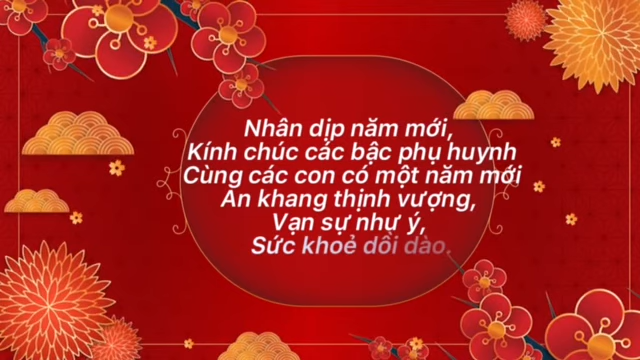 Nhân dịp năm mới,
Kính chúc các bậc phụ huynh
Cùng các con có một năm mới
An khang thịnh vượng,
Vạn sự như ý,
Sức khoẻ dồi dào.